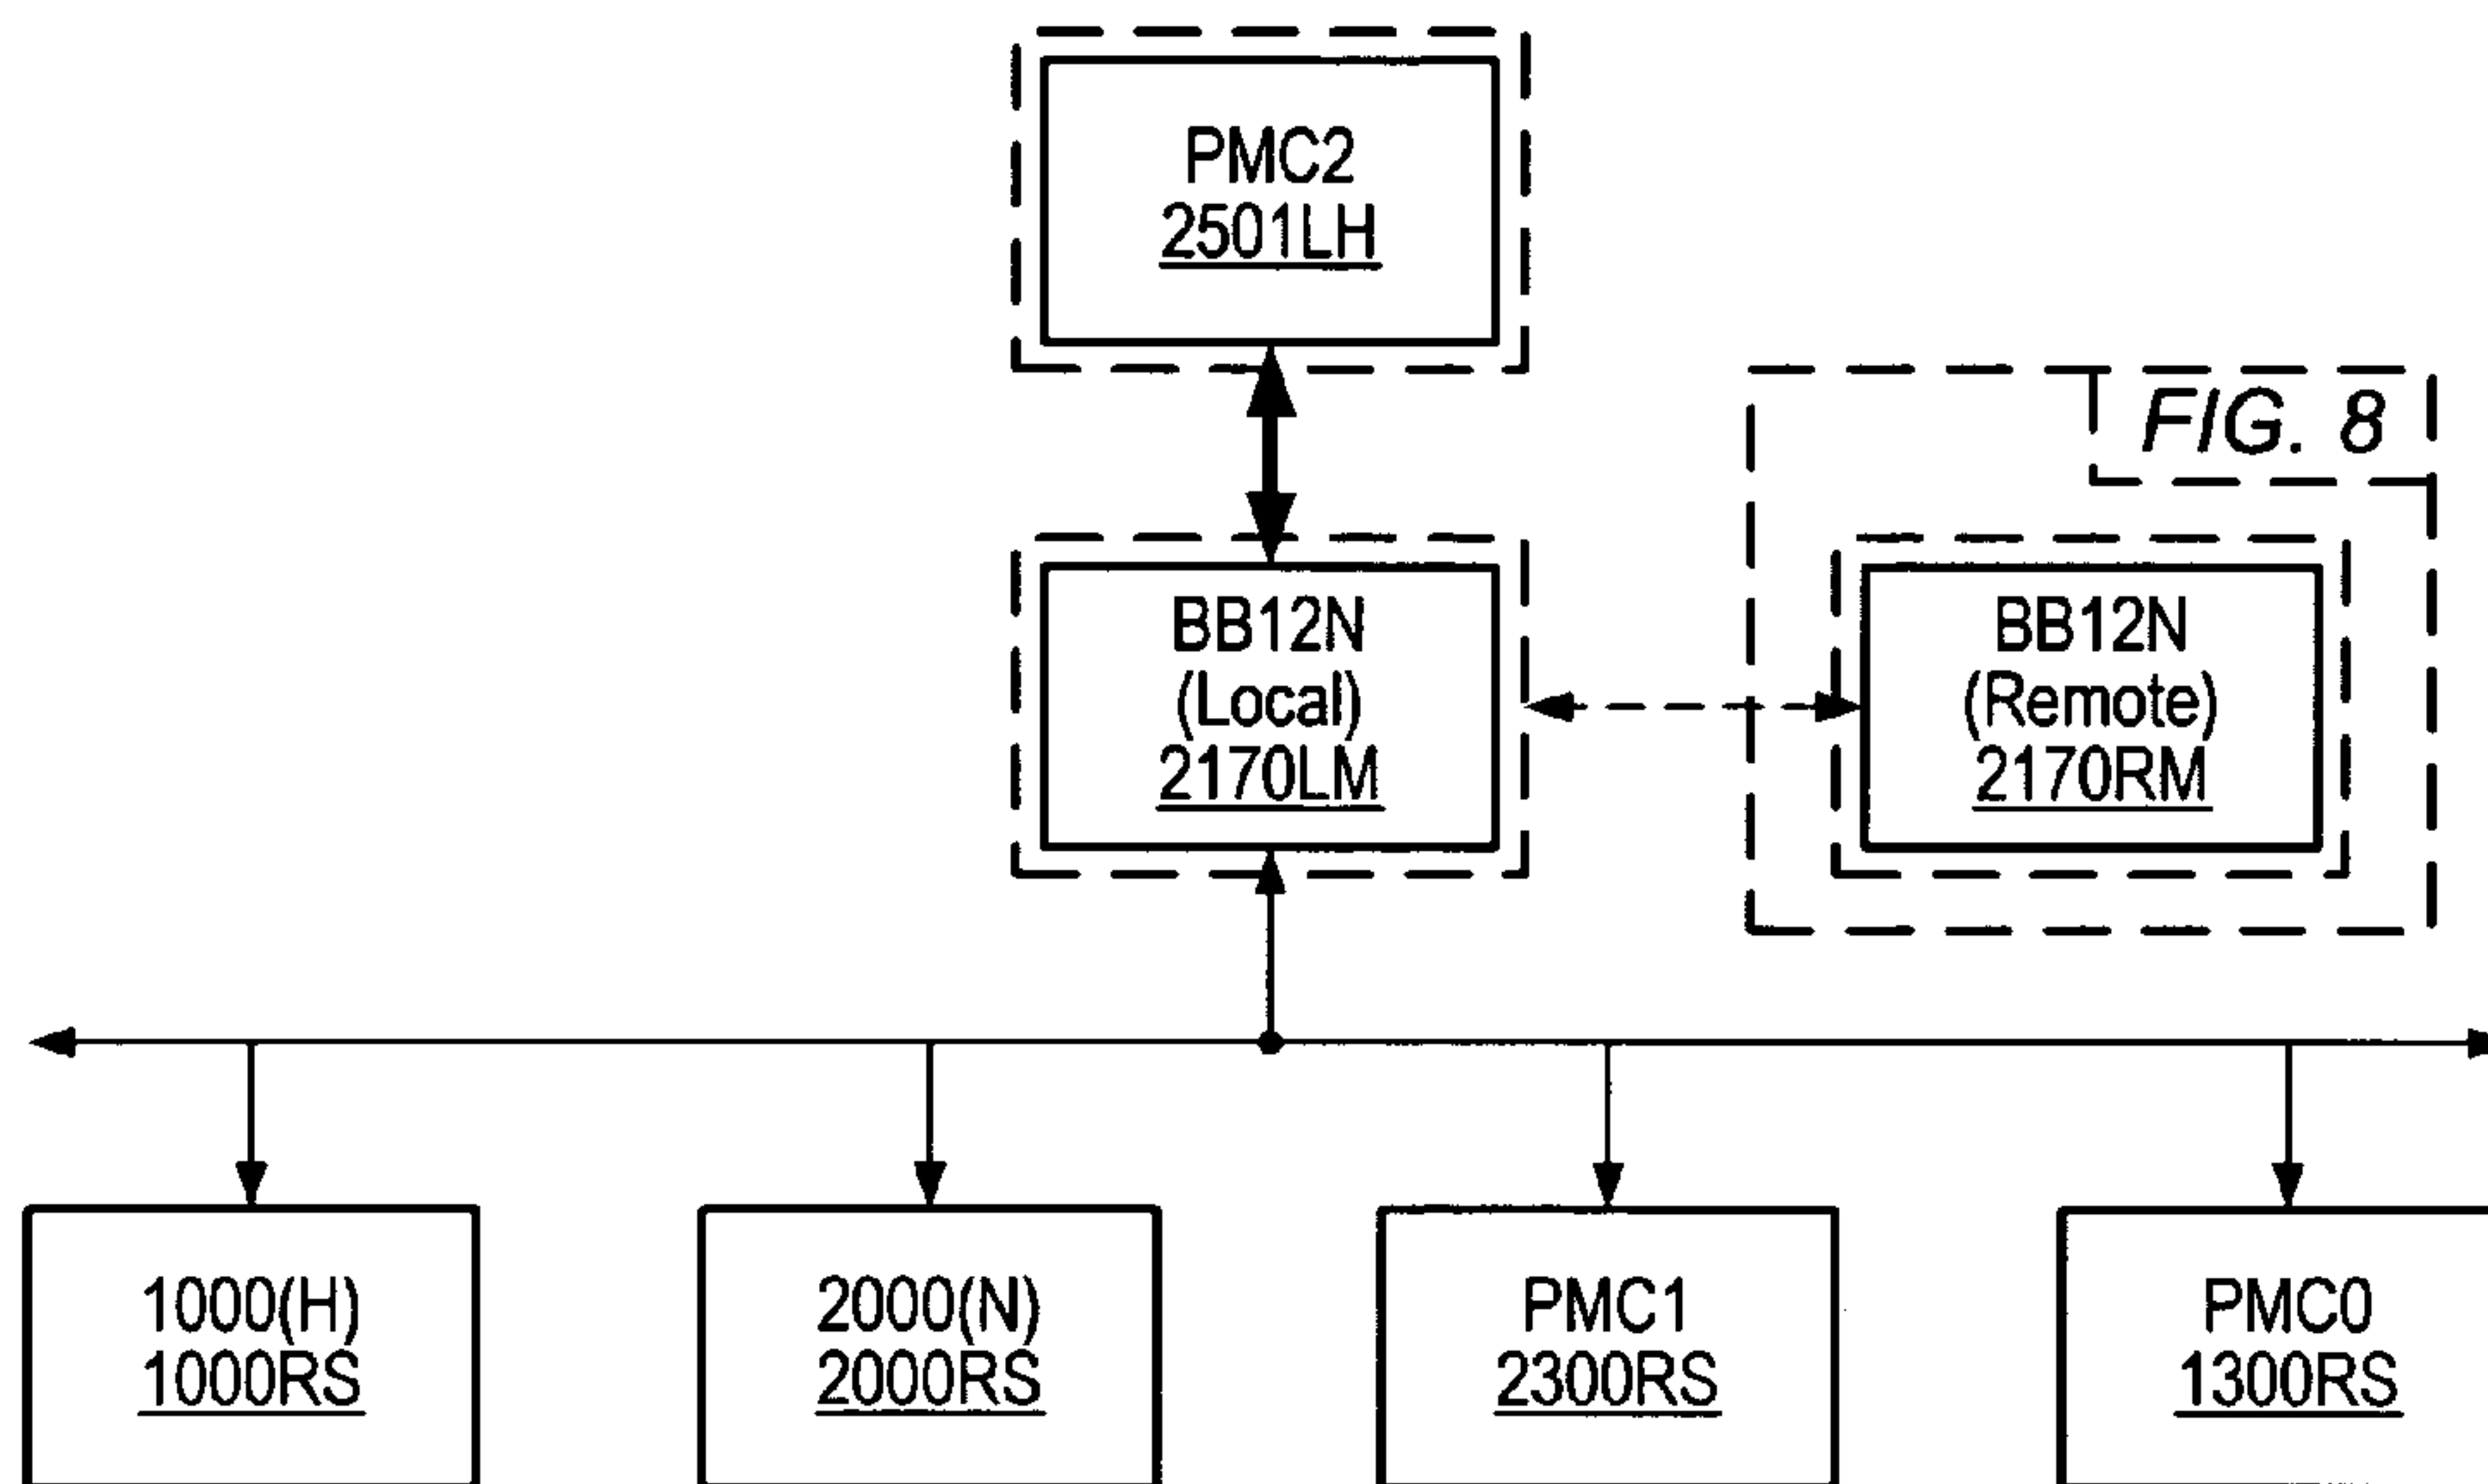 PMC2
2501LH
FIG. 8
BB12N
(Local)
2170LM
BB12N
(Remote)
2170RM
1000(H)
1000RS
2000(N)
2000RS
PMC1
2300RS
PMC0
1300RS